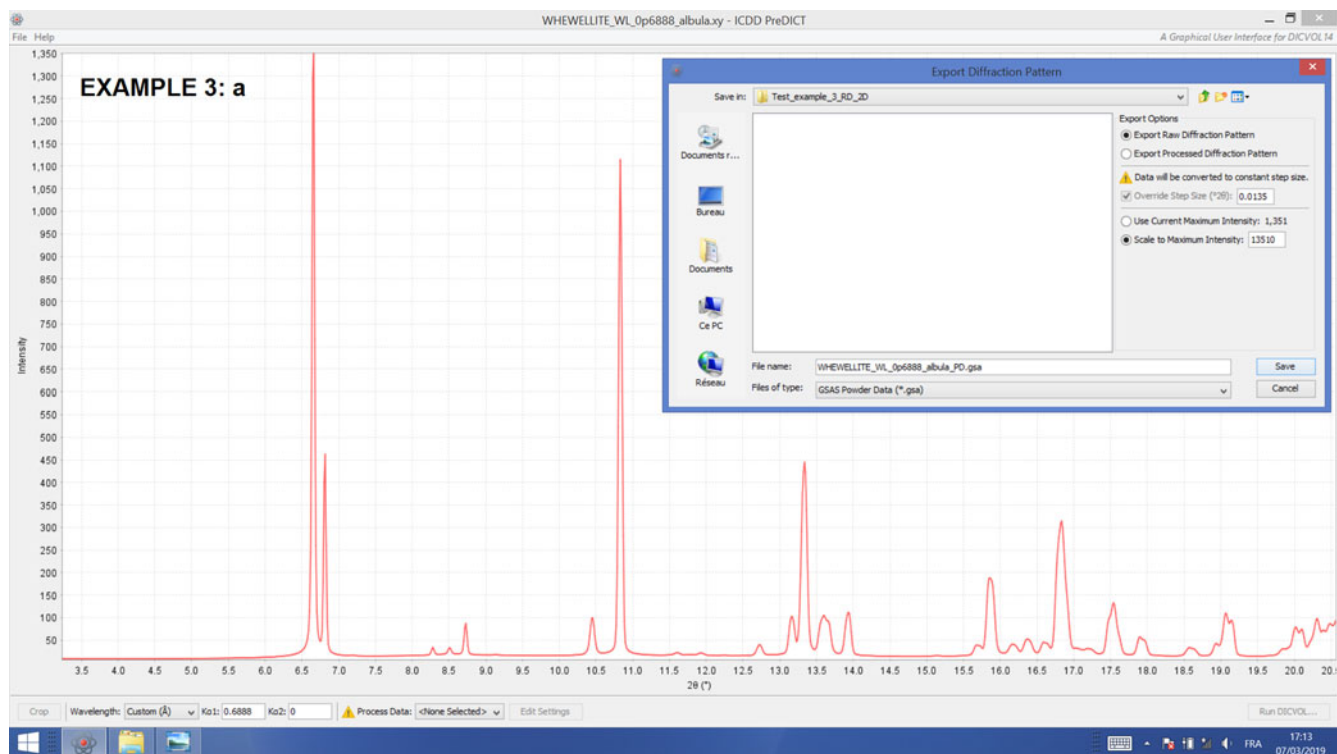 WHEWELLITE_WL_0p6888_albula.xy - ICDD PreDICT
File Help
A Graphical User Interface for DICVOL14
EXAMPLE 3: a
1,350
1,300
1,250
1,200
1,150
1,100
1,050
1,000
950
900
850
800
750
700
650
600
550
500
450
400
350
300
250
200
150
100
50
Intensity
3.5 4.0 4.5 5.0 5.5 6.0 6.5 7.0 7.5 8.0 8.5 9.0 9.5 10.0 10.5 11.0 11.5 12.0 12.5 13.0 13.5 14.0 14.5 15.0 15.5 16.0 16.5 17.0 17.5 18.0 18.5 19.0 19.5 20.0 20.
2θ (°)
Export Diffraction Pattern
Save in: Test_example_3_RD_2D
Documents r...
Bureau
Documents
Ce PC
Réseau
Export Options
Export Raw Diffraction Pattern
Export Processed Diffraction Pattern
Data will be converted to constant step size.
Override Step Size (°2θ): 0.0135
Use Current Maximum Intensity: 1,351
Scale to Maximum Intensity: 13510
File name: WHEWELLITE_WL_0p6888_albula_PD.gsa
Save
Files of type: GSAS Powder Data (*.gsa)
Cancel
Crop Wavelength: Custom (Å) Kα1: 0.6888 Kα2: 0 Process Data: <None Selected> Edit Settings Run DICVOL...
FRA
17:13
07/03/2019